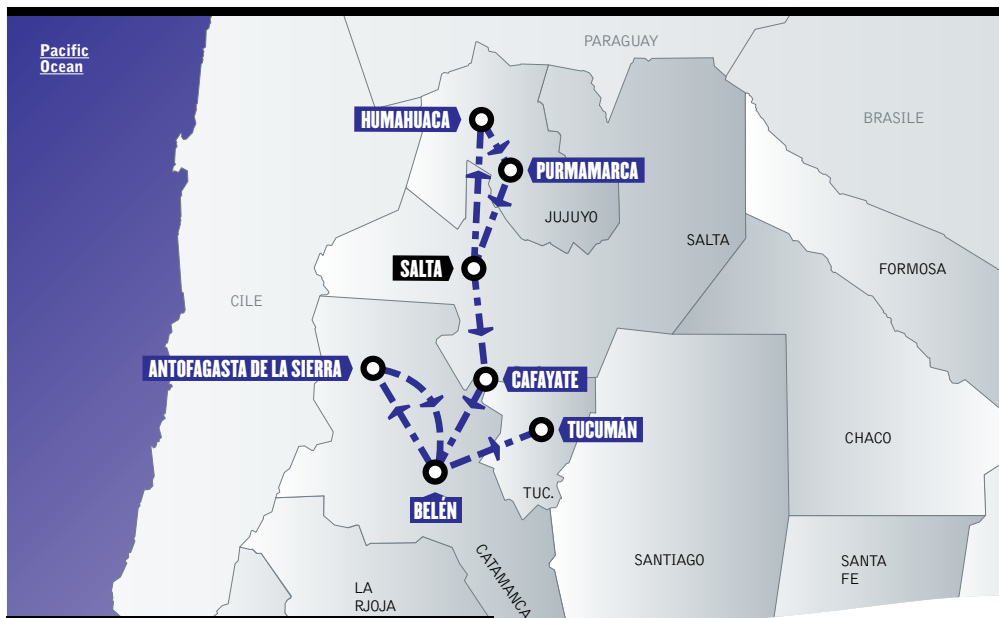 Pacific
Ocean
PARAGUAY
BRASILE
HUMAHUACA
PURMAMARCA
JUJUYO
SALTA
SALTA
FORMOSA
CILE
ANTOFAGASTA DE LA SIERRA
CAFAYATE
TUCUMÁN
CHACO
TUC.
BELÉN
CATAMANCA
SANTIAGO
SANTA
FE
LA
RJOJA